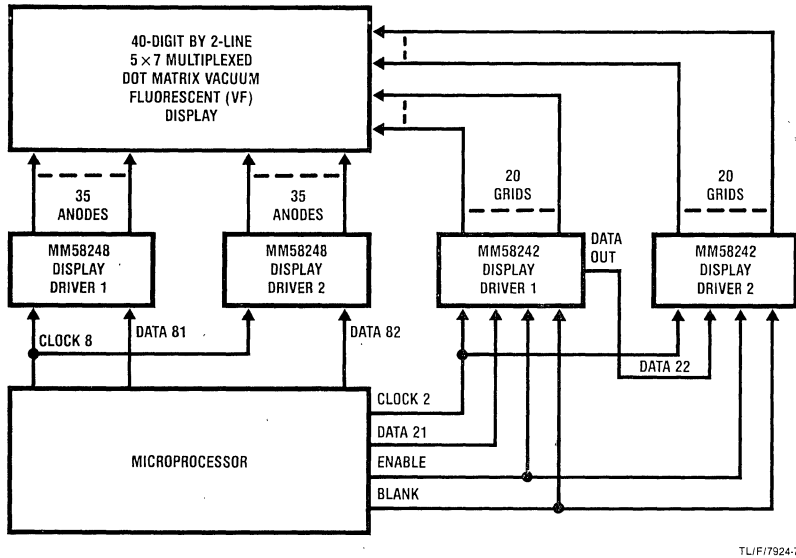 40-DIGIT BY 2-LINE
5 × 7 MULTIPLEXED
DOT MATRIX VACUUM
FLUORESCENT (VF)
DISPLAY
35
ANODES
35
ANODES
20
GRIDS
20
GRIDS
MM58248
DISPLAY
DRIVER 1
MM58248
DISPLAY
DRIVER 2
MM58242
DISPLAY
DRIVER 1
DATA
OUT
MM58242
DISPLAY
DRIVER 2
CLOCK 8
DATA 81
DATA 82
DATA 22
MICROPROCESSOR
CLOCK 2
DATA 21
ENABLE
BLANK